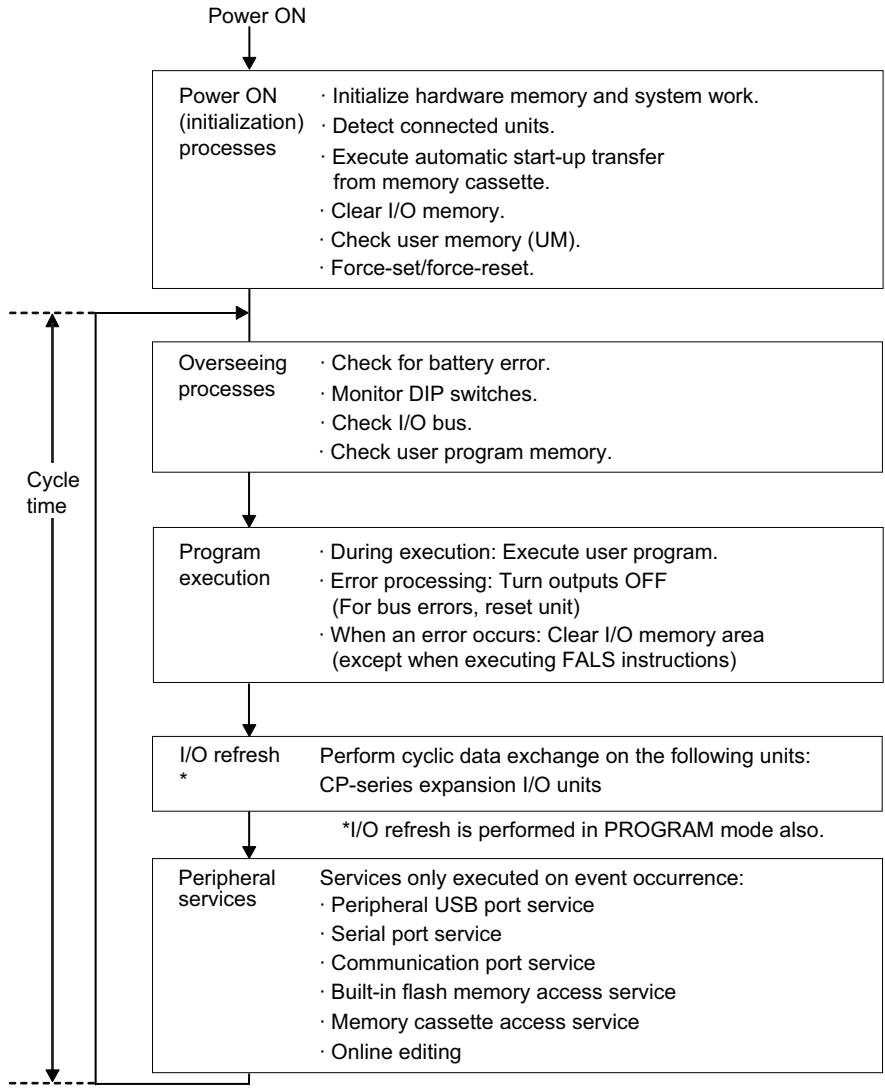 Power ON
Power ON
(initialization)
processes
· Initialize hardware memory and system work.
· Detect connected units.
· Execute automatic start-up transfer
from memory cassette.
· Clear I/O memory.
· Check user memory (UM).
· Force-set/force-reset.
Cycle
time
Overseeing
processes
· Check for battery error.
· Monitor DIP switches.
· Check I/O bus.
· Check user program memory.
Program
execution
· During execution: Execute user program.
· Error processing: Turn outputs OFF
(For bus errors, reset unit)
· When an error occurs: Clear I/O memory area
(except when executing FALS instructions)
I/O refresh
*
Perform cyclic data exchange on the following units:
CP-series expansion I/O units
*I/O refresh is performed in PROGRAM mode also.
Peripheral
services
Services only executed on event occurrence:
· Peripheral USB port service
· Serial port service
· Communication port service
· Built-in flash memory access service
· Memory cassette access service
· Online editing